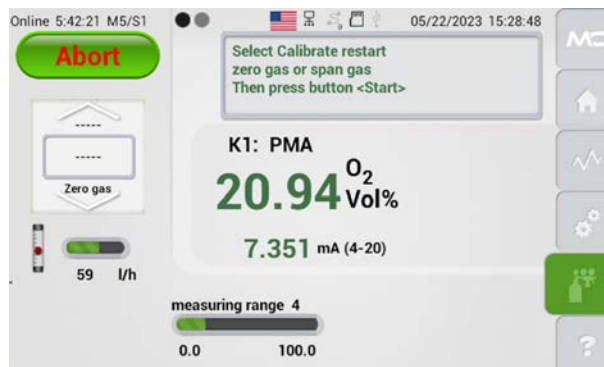 Online 5:42:21 M5/S1
05/22/2023 15:28:48
Abort
Select Calibrate restart
zero gas or span gas
Then press button <Start>
-----
-----
Zero gas
K1: PMA
20.94 O2 Vol%
7.351 mA (4-20)
59 l/h
measuring range 4
0.0 100.0
MC
?